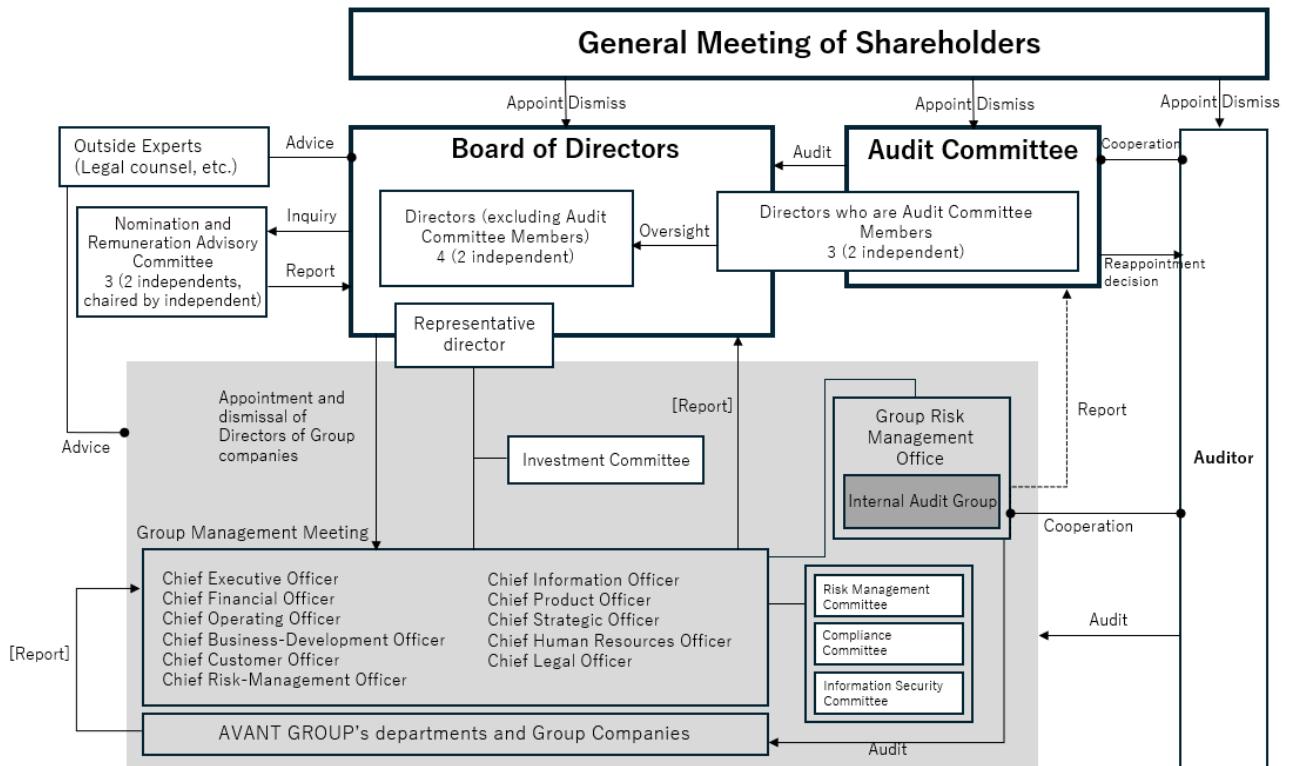 General Meeting of Shareholders
Appoint Dismiss
Appoint Dismiss
Appoint Dismiss
Outside Experts
(Legal counsel, etc.)
Advice
Board of Directors
Audit
Audit Committee
Cooperation
Nomination and
Remuneration Advisory
Committee
3 (2 independents,
chaired by independent)
Inquiry
Report
Directors (excluding Audit
Committee Members)
4 (2 independent)
Oversight
Directors who are Audit Committee
Members
3 (2 independent)
Reappointment
decision
Representative
director
Appointment and
dismissal of
Directors of Group
companies
[Report]
Group Risk
Management
Office
Internal Audit Group
Report
Advice
Investment Committee
Auditor
Cooperation
Group Management Meeting
Chief Executive Officer
Chief Financial Officer
Chief Operating Officer
Chief Business-Development Officer
Chief Customer Officer
Chief Risk-Management Officer
Chief Information Officer
Chief Product Officer
Chief Strategic Officer
Chief Human Resources Officer
Chief Legal Officer
Risk Management
Committee
Compliance
Committee
Information Security
Committee
Audit
[Report]
AVANT GROUP's departments and Group Companies
Audit